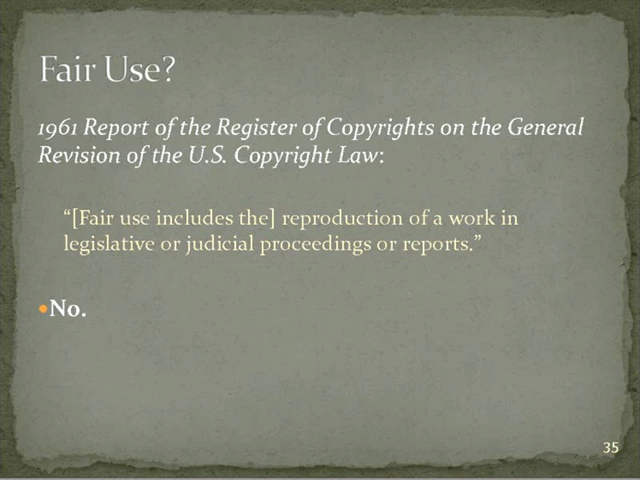 Fair Use?
1961 Report of the Register of Copyrights on the General
Revision of the U.S. Copyright Law:
“[Fair use includes the] reproduction of a work in
legislative or judicial proceedings or reports.”
•No.
35